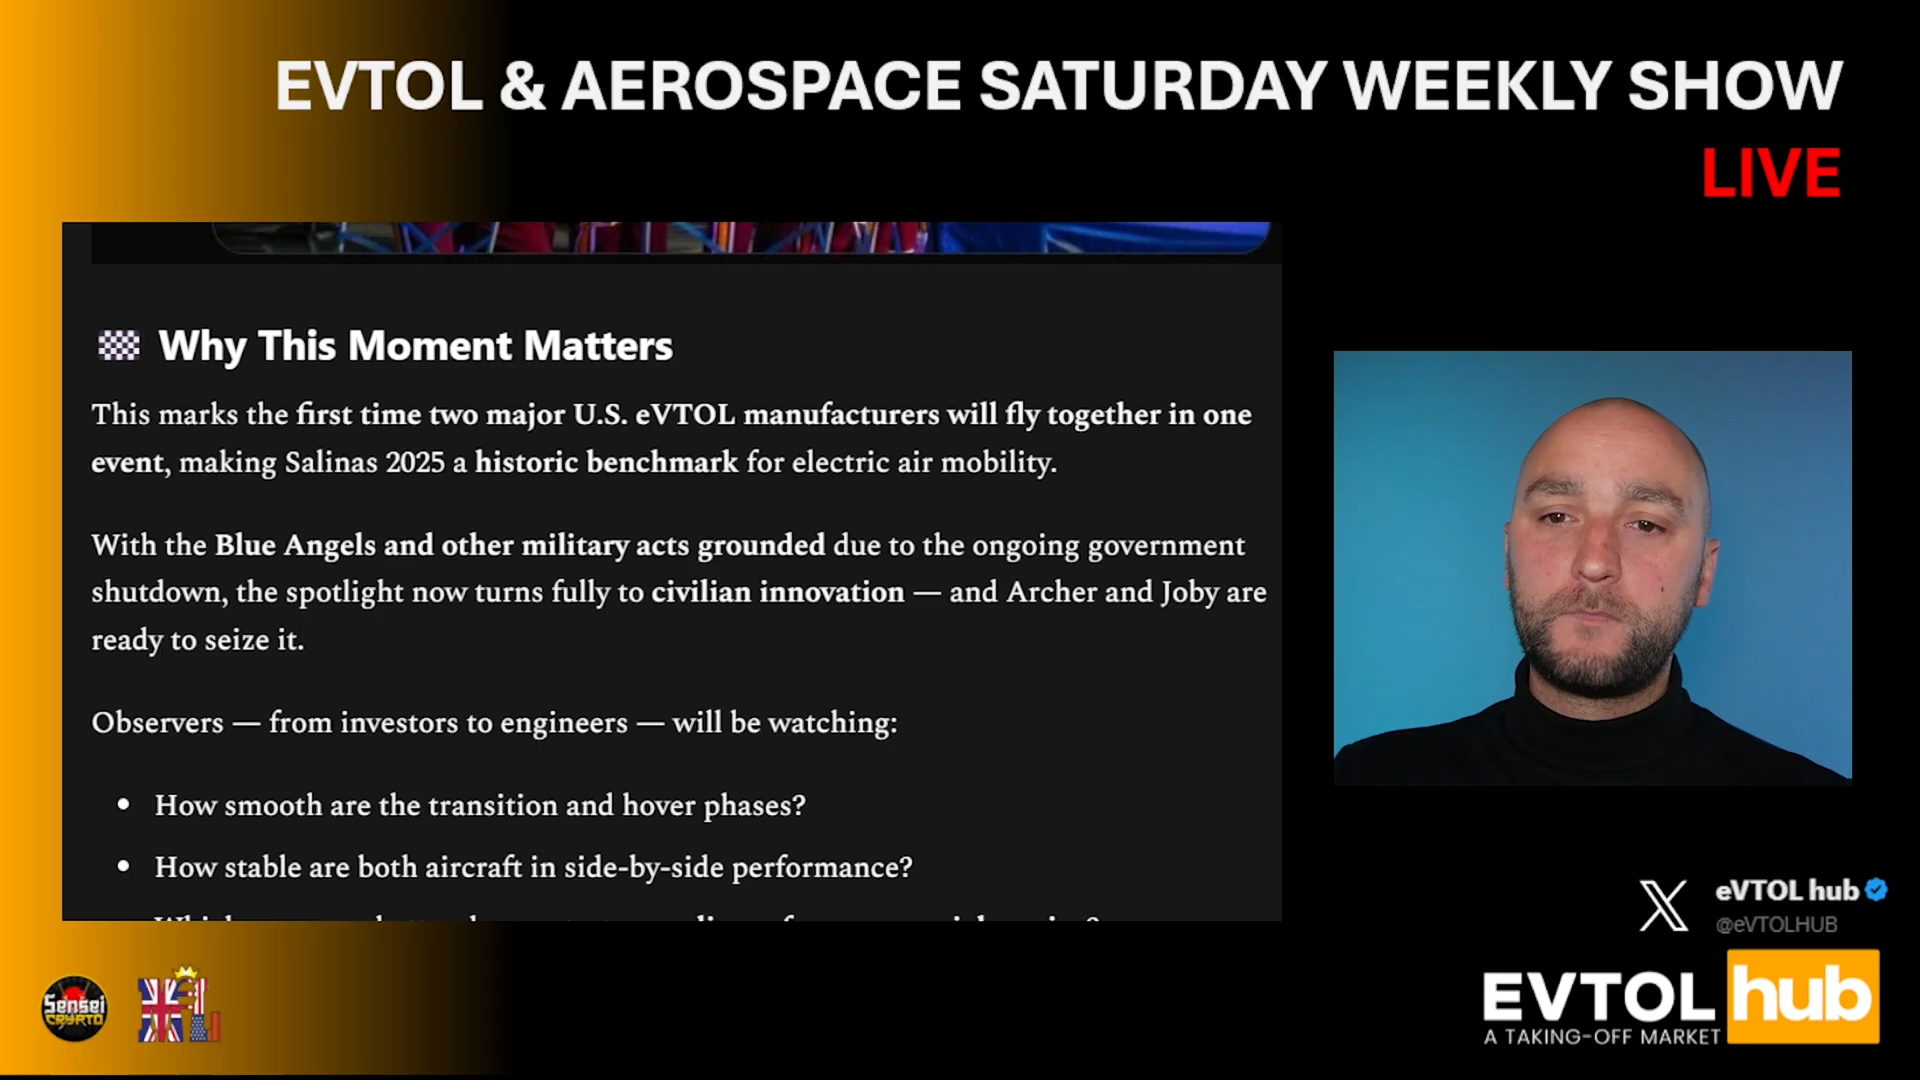 EVTOL & AEROSPACE SATURDAY WEEKLY SHOW
LIVE
Why This Moment Matters
This marks the first time two major U.S. eVTOL manufacturers will fly together in one
event, making Salinas 2025 a historic benchmark for electric air mobility.
With the Blue Angels and other military acts grounded due to the ongoing government
shutdown, the spotlight now turns fully to civilian innovation — and Archer and Joby are
ready to seize it.
Observers — from investors to engineers — will be watching:
• How smooth are the transition and hover phases?
• How stable are both aircraft in side-by-side performance?
eVTOL hub
@eVTOLHUB
Sensei
CRYPTO
EVTOL hub
A TAKING-OFF MARKET